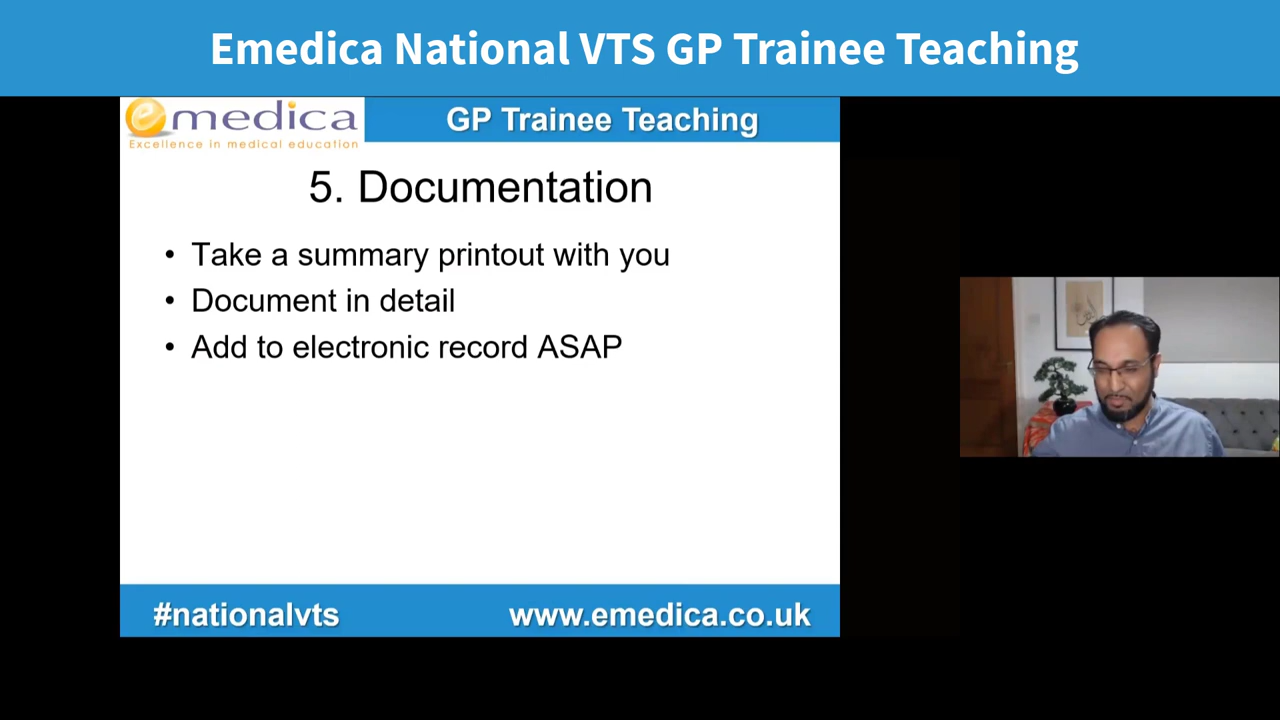 Emedica National VTS GP Trainee Teaching
emedica
Excellence in medical education
GP Trainee Teaching
5. Documentation
• Take a summary printout with you
• Document in detail
• Add to electronic record ASAP
#nationalvts
www.emedica.co.uk